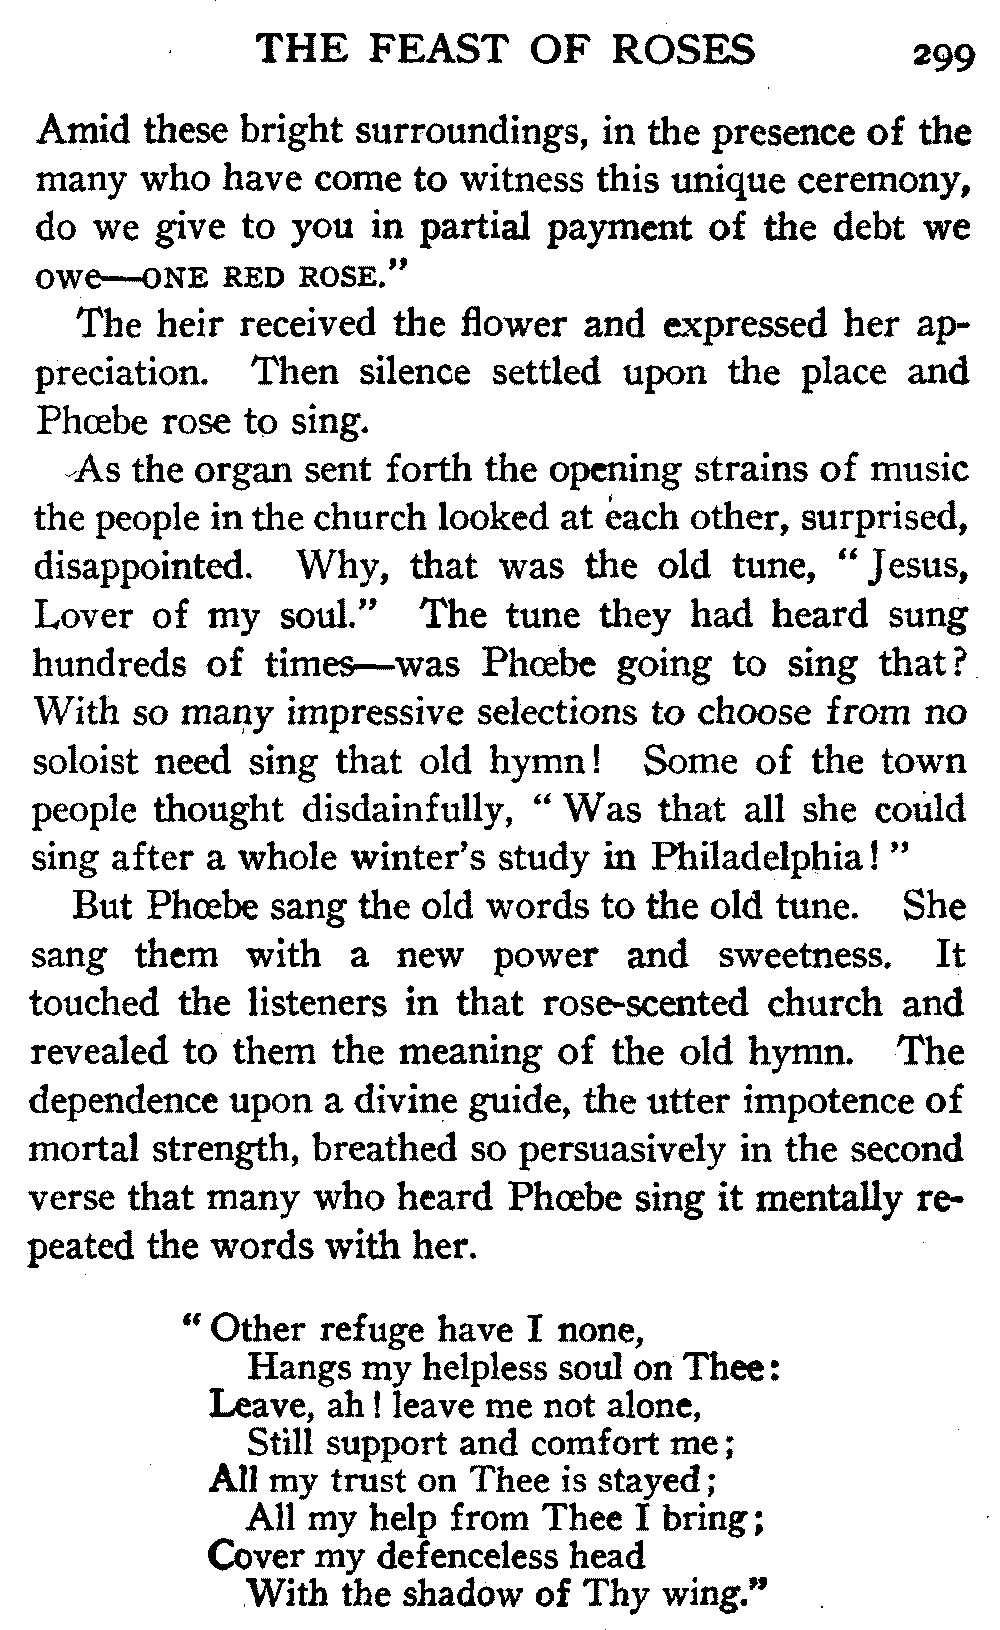 THE FEAST OF ROSES 299
Amid these bright surroundings, in the presence of the
many who have come to witness this unique ceremony,
do we give to you in partial payment of the debt we
owe—ONE RED ROSE."
The heir received the flower and expressed her ap-
preciation. Then silence settled upon the place and
Phœbe rose to sing.
As the organ sent forth the opening strains of music
the people in the church looked at each other, surprised,
disappointed. Why, that was the old tune, "Jesus,
Lover of my soul." The tune they had heard sung
hundreds of times—was Phœbe going to sing that?
With so many impressive selections to choose from no
soloist need sing that old hymn! Some of the town
people thought disdainfully, "Was that all she could
sing after a whole winter's study in Philadelphia!"
But Phœbe sang the old words to the old tune. She
sang them with a new power and sweetness. It
touched the listeners in that rose-scented church and
revealed to them the meaning of the old hymn. The
dependence upon a divine guide, the utter impotence of
mortal strength, breathed so persuasively in the second
verse that many who heard Phœbe sing it mentally re-
peated the words with her.
"Other refuge have I none,
Hangs my helpless soul on Thee:
Leave, ah! leave me not alone,
Still support and comfort me;
All my trust on Thee is stayed;
All my help from Thee I bring;
Cover my defenceless head
With the shadow of Thy wing."